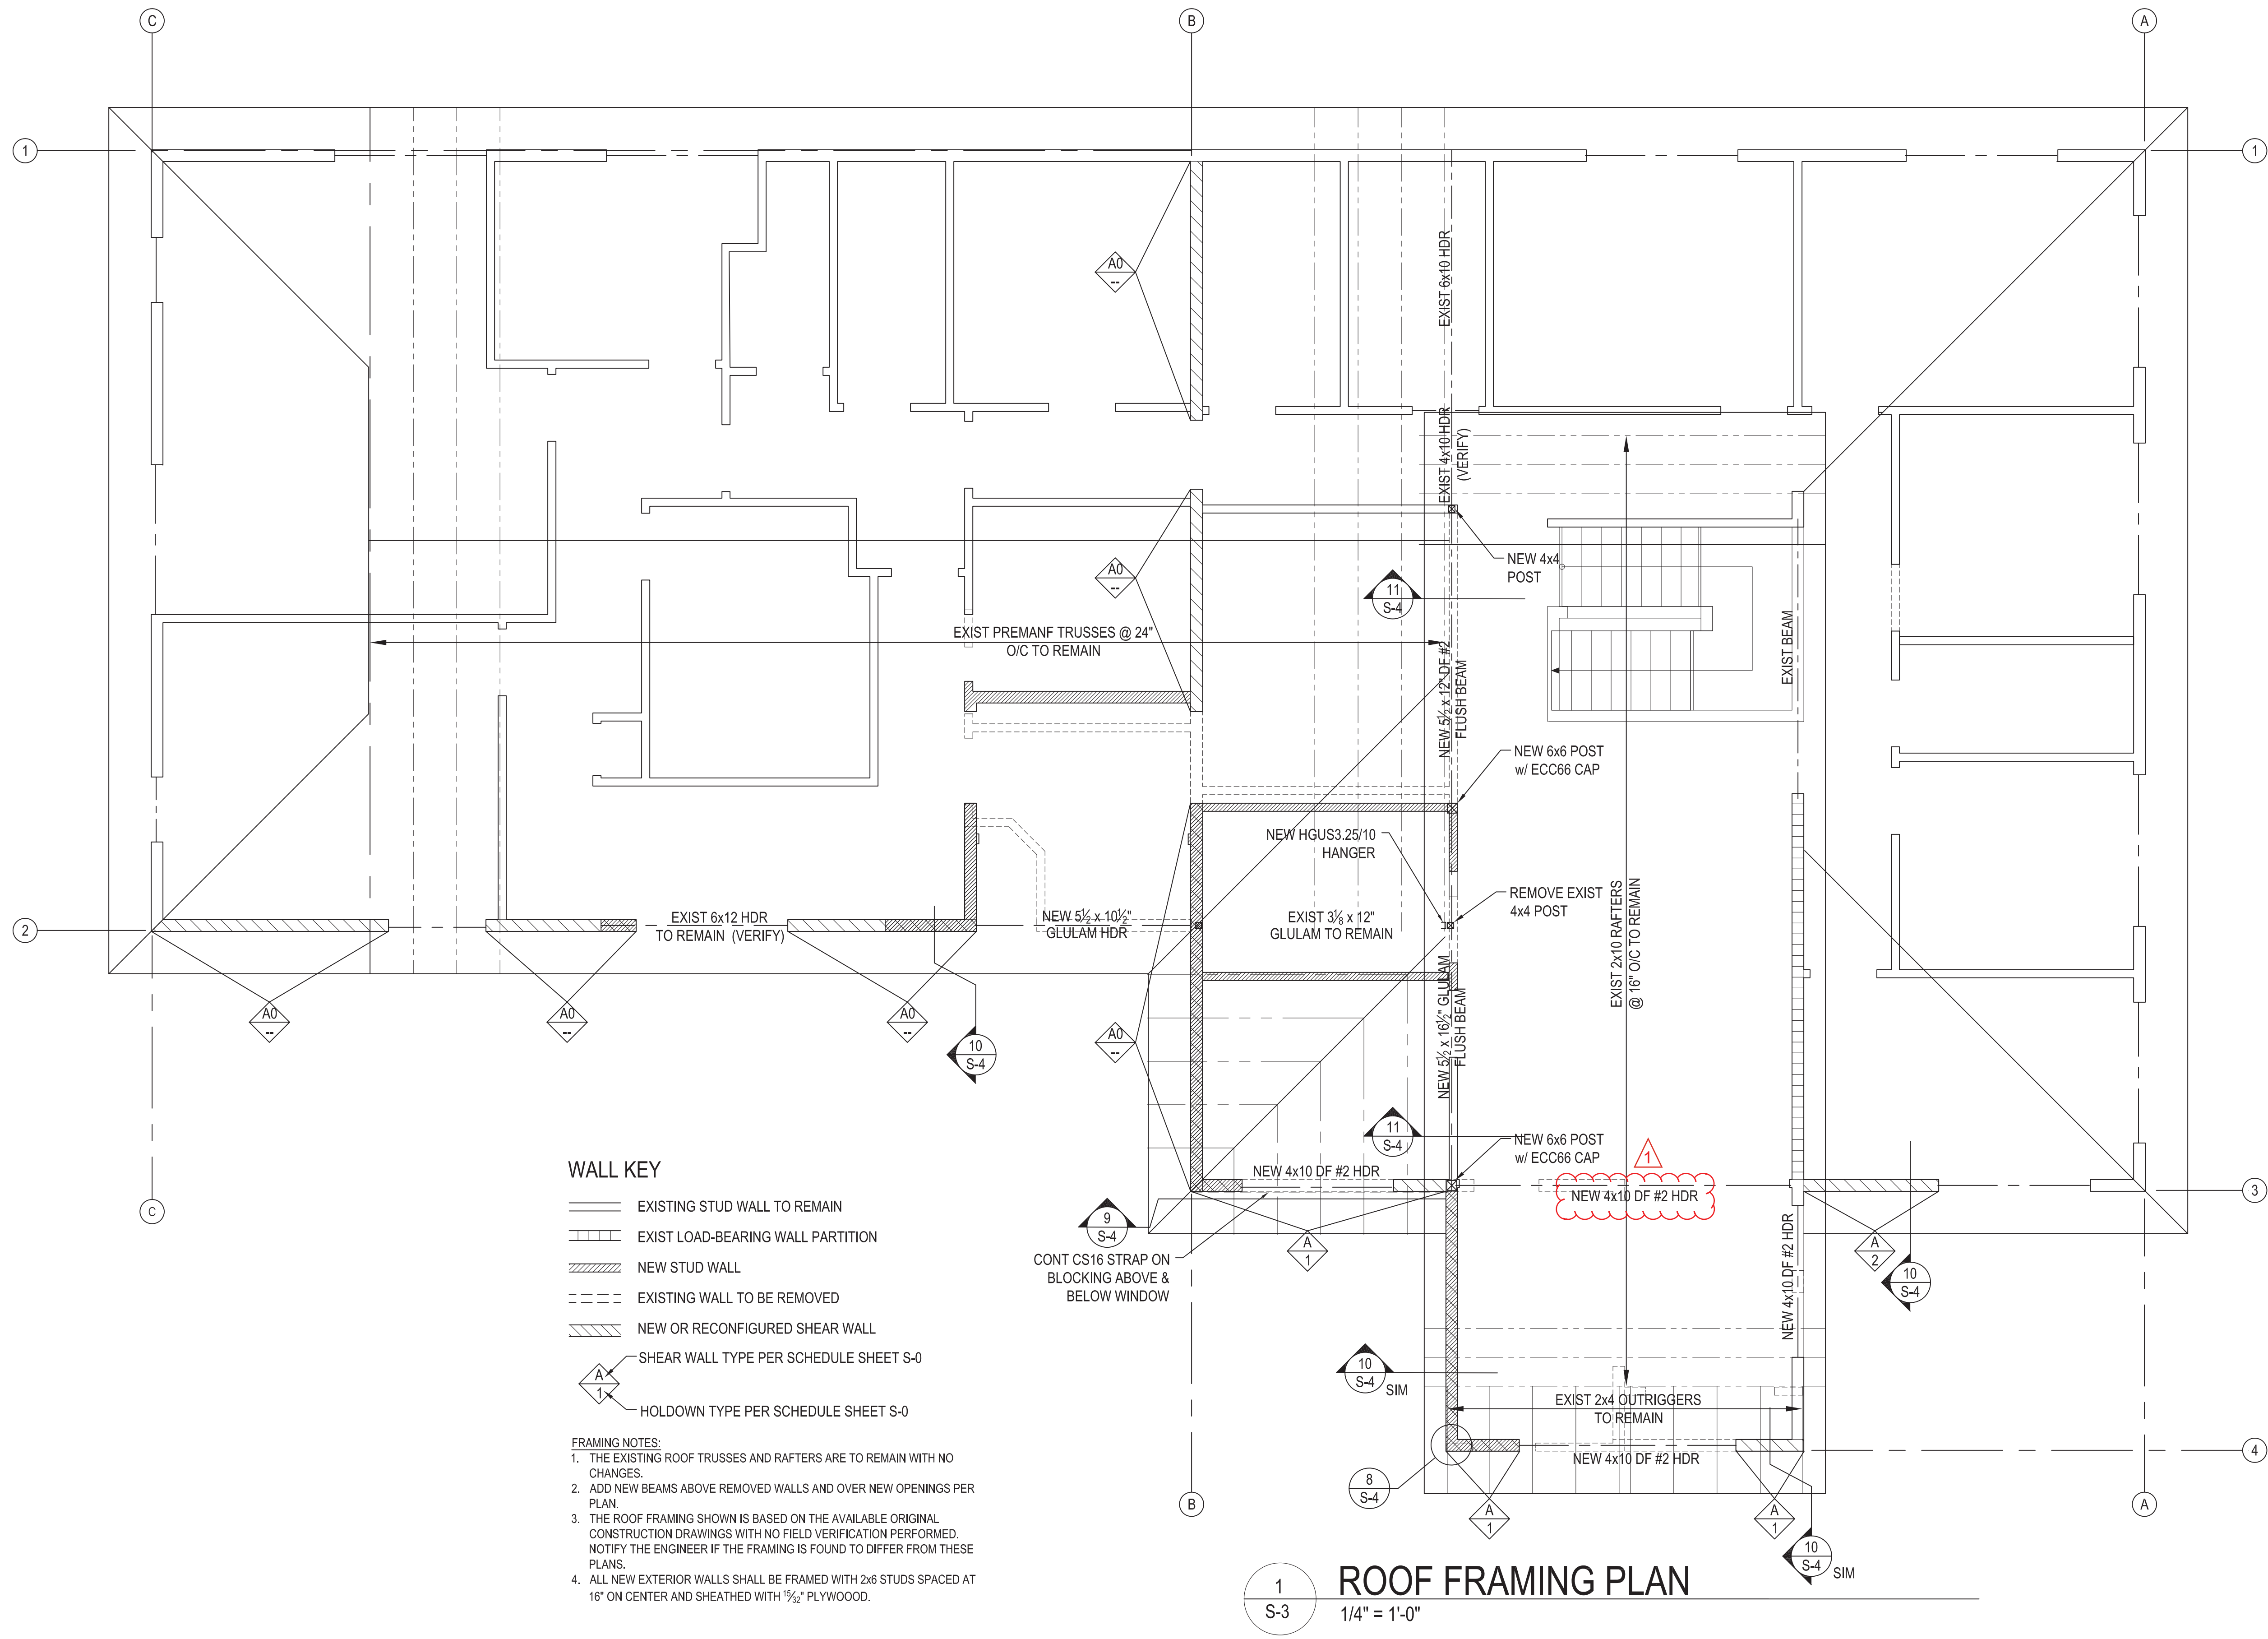 C
B
A
1
1
A0
--
EXIST 6x10 HDR
EXIST 4x10 HDR
(VERIFY)
NEW 4x4
POST
11
S-4
A0
--
EXIST PREMANF TRUSSES @ 24"
O/C TO REMAIN
EXIST BEAM
NEW 5½ x 12" DF #2
FLUSH BEAM
NEW 6x6 POST
w/ ECC66 CAP
NEW HGUS3.25/10
HANGER
REMOVE EXIST
4x4 POST
EXIST 2x10 RAFTERS
@ 16" O/C TO REMAIN
2
EXIST 6x12 HDR
TO REMAIN (VERIFY)
NEW 5½ x 10½"
GLULAM HDR
EXIST 3⅛ x 12"
GLULAM TO REMAIN
A0
--
A0
--
A0
--
10
S-4
A0
--
NEW 5½ x 16½" GLULAM
FLUSH BEAM
11
S-4
NEW 6x6 POST
w/ ECC66 CAP
1
NEW 4x10 DF #2 HDR
NEW 4x10 DF #2 HDR
3
9
S-4
CONT CS16 STRAP ON
BLOCKING ABOVE &
BELOW WINDOW
A
1
A
2
10
S-4
NEW 4x10 DF #2 HDR
C
10
S-4
SIM
EXIST 2x4 OUTRIGGERS
TO REMAIN
NEW 4x10 DF #2 HDR
4
8
S-4
A
1
A
1
10
S-4
SIM
B
A
WALL KEY
EXISTING STUD WALL TO REMAIN
EXIST LOAD-BEARING WALL PARTITION
NEW STUD WALL
EXISTING WALL TO BE REMOVED
NEW OR RECONFIGURED SHEAR WALL
SHEAR WALL TYPE PER SCHEDULE SHEET S-0
A
1
HOLDOWN TYPE PER SCHEDULE SHEET S-0
FRAMING NOTES:
1. THE EXISTING ROOF TRUSSES AND RAFTERS ARE TO REMAIN WITH NO
CHANGES.
2. ADD NEW BEAMS ABOVE REMOVED WALLS AND OVER NEW OPENINGS PER
PLAN.
3. THE ROOF FRAMING SHOWN IS BASED ON THE AVAILABLE ORIGINAL
CONSTRUCTION DRAWINGS WITH NO FIELD VERIFICATION PERFORMED.
NOTIFY THE ENGINEER IF THE FRAMING IS FOUND TO DIFFER FROM THESE
PLANS.
4. ALL NEW EXTERIOR WALLS SHALL BE FRAMED WITH 2x6 STUDS SPACED AT
16" ON CENTER AND SHEATHED WITH 15⁄32" PLYWOOOD.
1
S-3
ROOF FRAMING PLAN
1/4" = 1'-0"